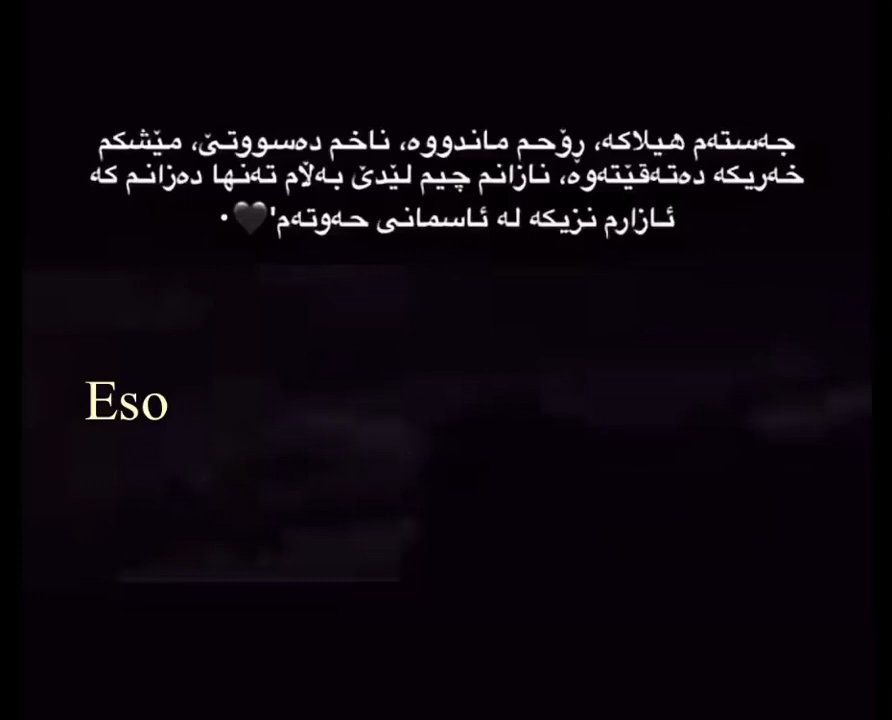 جەستەم هیلاکە، ڕۆحم ماندووە، ناخم دەسووتێ، مێشکم
خەریکە دەتەقێتەوە، نازانم چیم لێدێ بەڵام تەنها دەزانم کە
ئازارم نزیکە لە ئاسمانی حەوتەم'🖤•
Eso